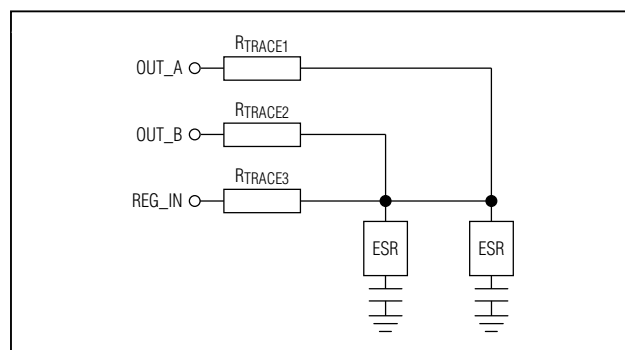 RTRACE1
OUT_A
RTRACE2
OUT_B
RTRACE3
REG_IN
ESR
ESR